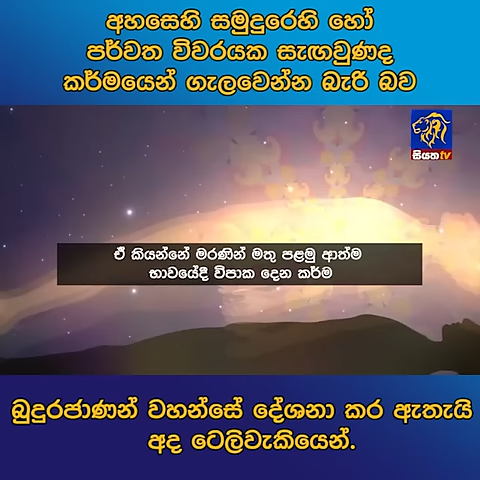 අහසෙහි සමුදුරෙහි හෝ
පර්වත විවරයක සැඟවුණද
කර්මයෙන් ගැලවෙන්න බැරි බව
සියත tv
ඒ කියන්නේ මරණින් මතු පළමු ආත්ම
භාවයේදී විපාක දෙන කර්ම
බුදුරජාණන් වහන්සේ දේශනා කර ඇතැයි
අද ටෙලිවැකියෙන්.